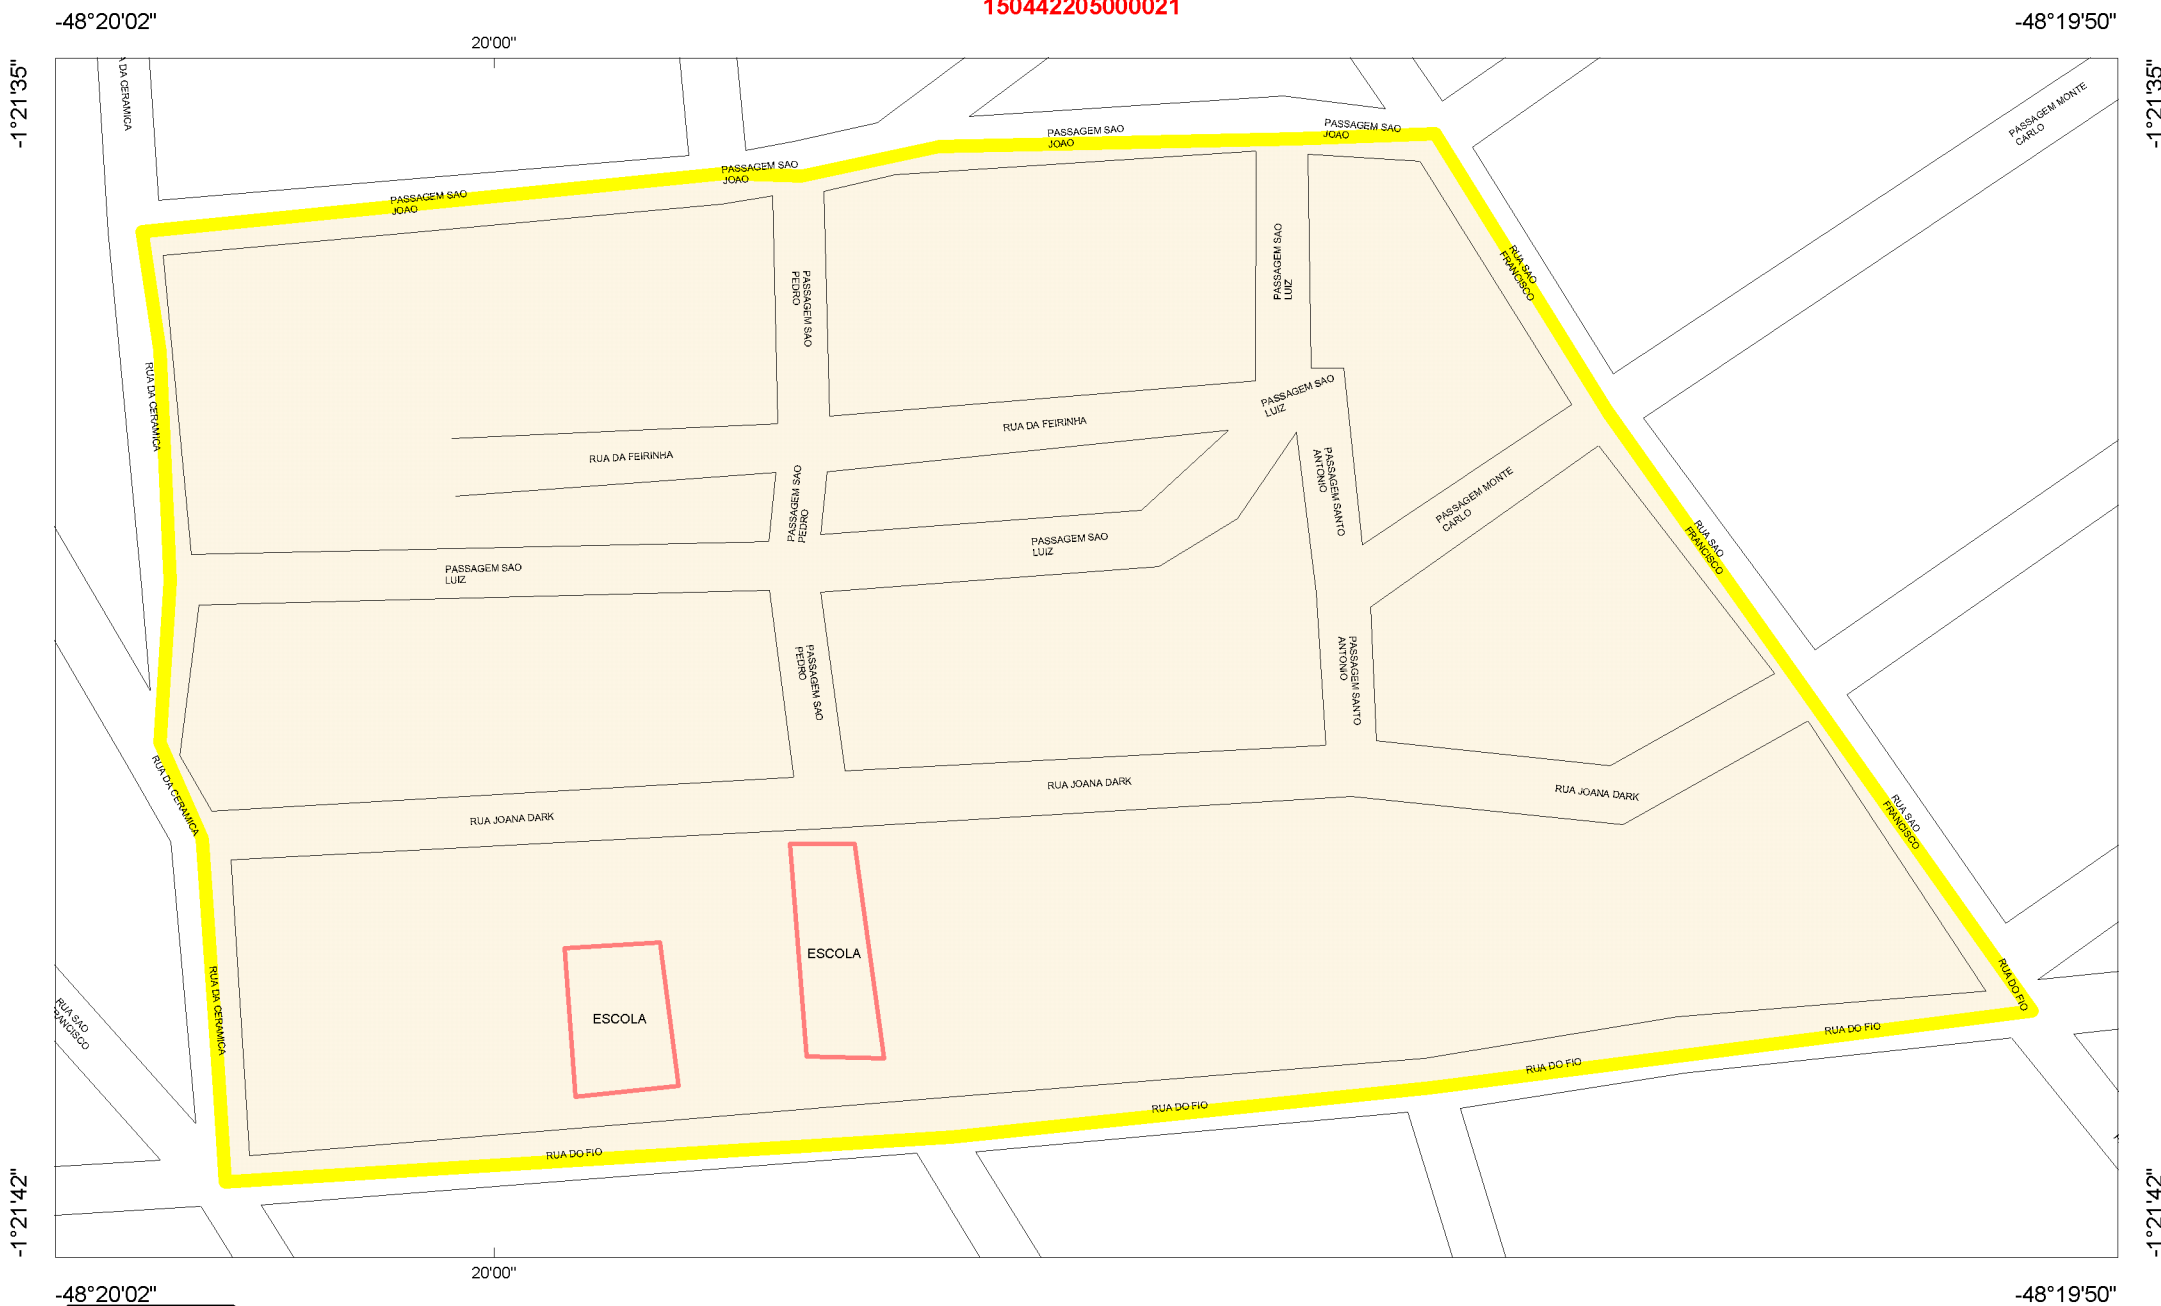 150442205000021
-48°20'02"
-48°19'50"
20'00"
-1°21'35"
-1°21'35"
A DA CERAMICA
PASSAGEM SAO
JOAO
PASSAGEM SAO
JOAO
PASSAGEM SAO
JOAO
PASSAGEM SAO
JOAO
PASSAGEM MONTE
CARLO
PASSAGEM SAO
PEDRO
PASSAGEM SAO
LUIZ
RUA SAO
FRANCISCO
RUA DA CERAMICA
PASSAGEM SAO
LUIZ
RUA DA FEIRINHA
RUA DA FEIRINHA
PASSAGEM SAO
PEDRO
PASSAGEM SANTO
ANTONIO
PASSAGEM MONTE
CARLO
PASSAGEM SAO
LUIZ
PASSAGEM SAO
LUIZ
RUA SAO
FRANCISCO
PASSAGEM SAO
PEDRO
PASSAGEM SANTO
ANTONIO
RUA DA CERAMICA
RUA JOANA DARK
RUA JOANA DARK
RUA JOANA DARK
RUA SAO
FRANCISCO
ESCOLA
ESCOLA
RUA DA CERAMICA
RUA SAO
RANCISCO
RUA DO FIO
RUA DO FIO
RUA DO FIO
RUA DO FIO
RUA DO FIO
-1°21'42"
-1°21'42"
20'00"
-48°20'02"
-48°19'50"